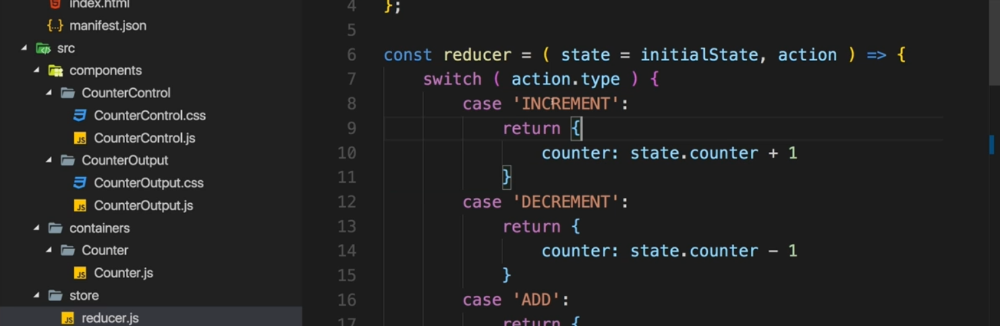 index.html
manifest.json
src
components
CounterControl
CounterControl.css
CounterControl.js
CounterOutput
CounterOutput.css
CounterOutput.js
containers
Counter
Counter.js
store
reducer.js
4 };
5
6 const reducer = ( state = initialState, action ) => {
7 switch ( action.type ) {
8 case 'INCREMENT':
9 return {
10 counter: state.counter + 1
11 }
12 case 'DECREMENT':
13 return {
14 counter: state.counter – 1
15 }
16 case 'ADD':
17 return {